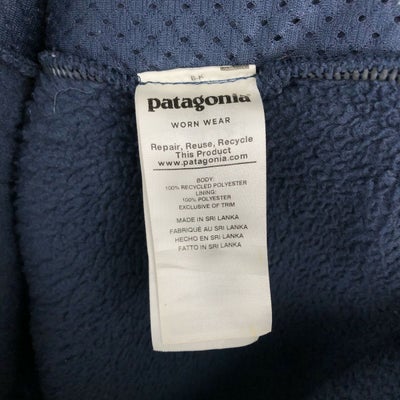 B-K
patagonia
WORN WEAR
Repair, Reuse, Recycle
This Product
www.patagonia.com
BODY:
100% RECYCLED POLYESTER
LINING:
100% POLYESTER
EXCLUSIVE OF TRIM
MADE IN SRI LANKA
FABRIQUE AU SRI LANKA
HECHO EN SRI LANKA
FATTO IN SRI LANKA